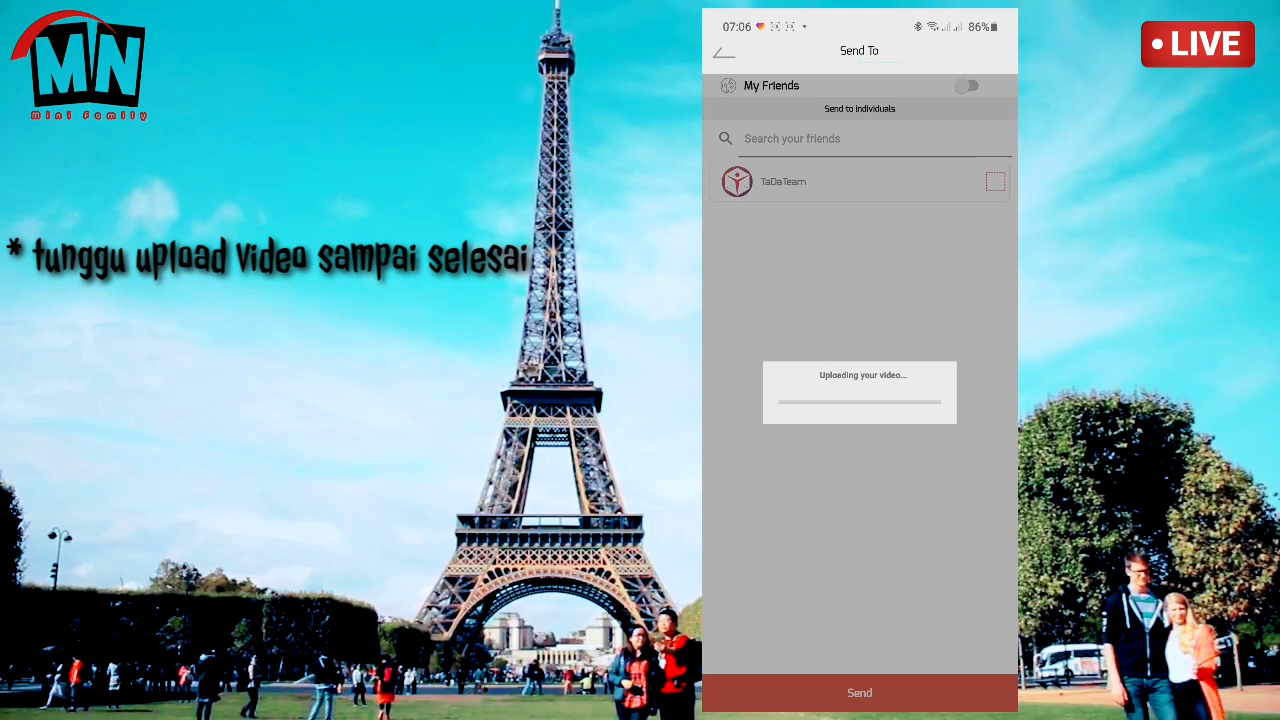 MN
Mini Family
* tunggu upload video sampai selesai
LIVE
07:06
86%
Send To
My Friends
Send to individuals
Search your friends
TaDaTeam
Uploading your video...
Send